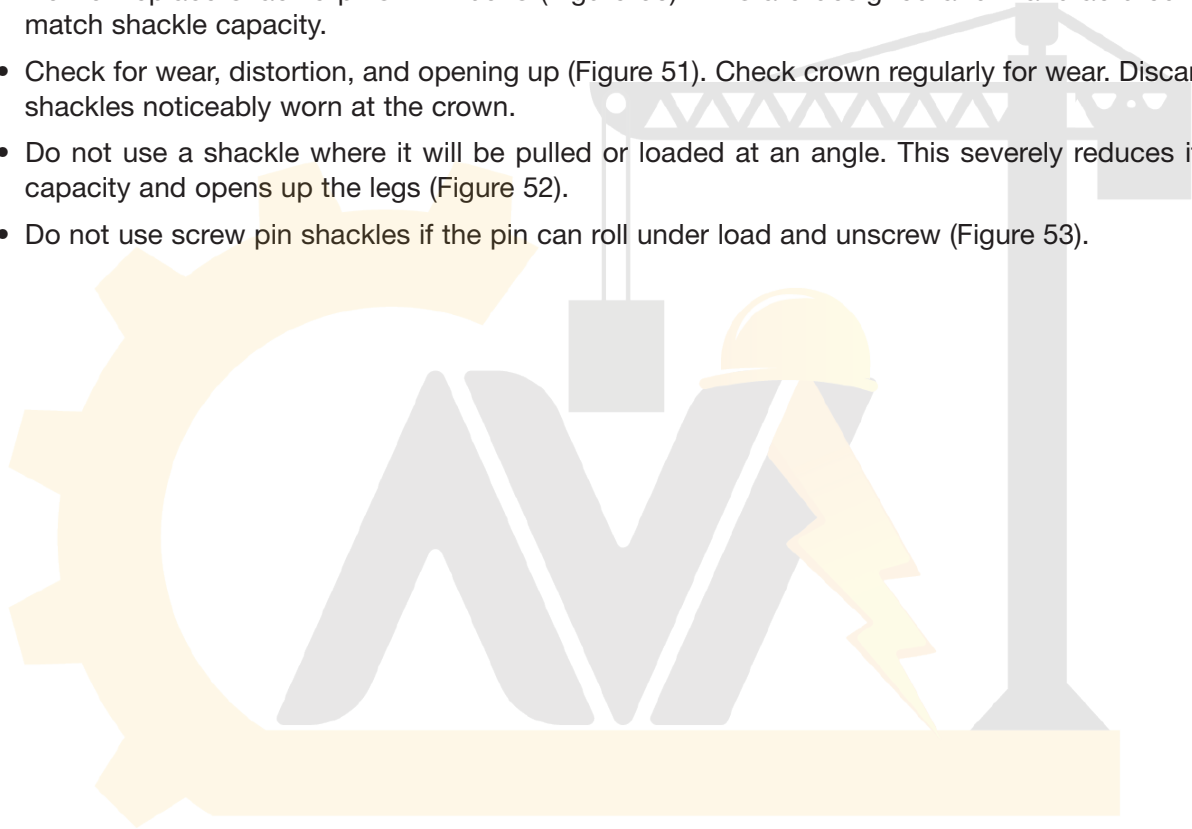 match shackle capacity.
• Check for wear, distortion, and opening up (Figure 51). Check crown regularly for wear.
shackles noticeably worn at the crown.
• Do not use a shackle where it will be pulled or loaded at an angle. This severely reduces
capacity and opens up the legs (Figure 52).
• Do not use screw pin shackles if the pin can roll under load and unscrew (Figure 53).